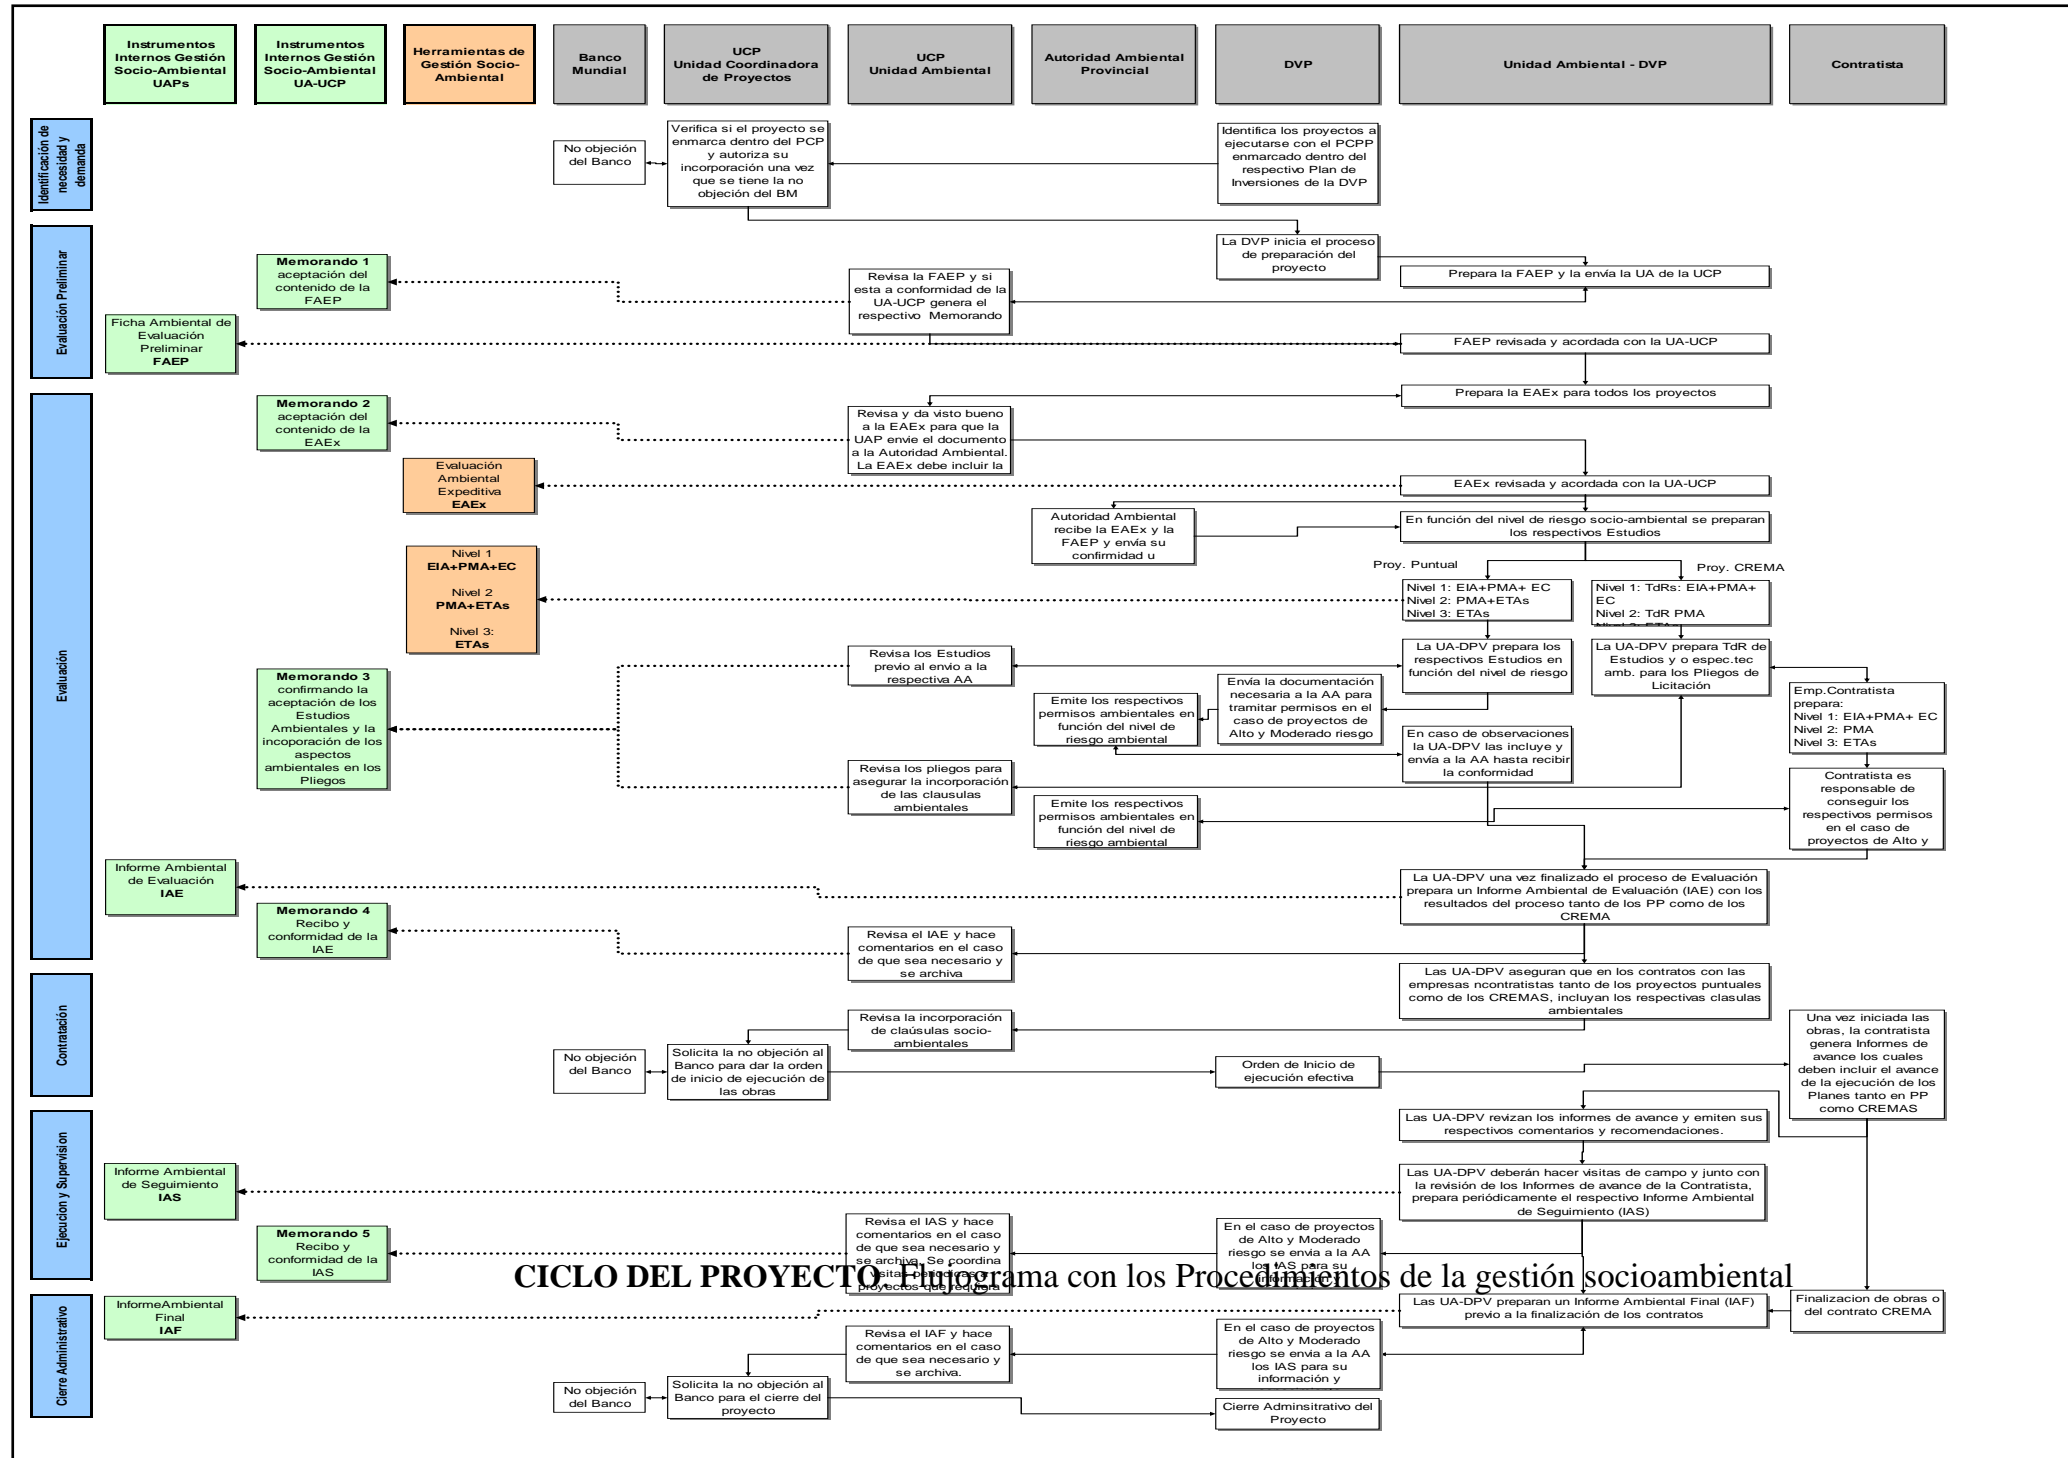 Instrumentos
Internos Gestión
Socio-Ambiental
UAPs
Instrumentos
Internos Gestión
Socio-Ambiental
UA-UCP
Herramientas de
Gestión Socio-
Ambiental
Banco
Mundial
UCP
Unidad Coordinadora
de Proyectos
UCP
Unidad Ambiental
Autoridad Ambiental
Provincial
DVP
Unidad Ambiental - DVP
Contratista
Identificación de
necesidad y
demanda
No objeción
del Banco
Verifica si el proyecto se
enmarca dentro del PCP
y autoriza su
incorporación una vez
que se tiene la no
objeción del BM
Identifica los proyectos a
ejecutarse con el PCPP
enmarcado dentro del
respectivo Plan de
Inversiones de la DVP
Evaluación Preliminar
La DVP inicia el proceso
de preparación del
proyecto
Prepara la FAEP y la envía la UA de la UCP
Memorando 1
aceptación del
contenido de la
FAEP
Revisa la FAEP y si
esta a conformidad de la
UA-UCP genera el
respectivo Memorando
Ficha Ambiental de
Evaluación
Preliminar
FAEP
FAEP revisada y acordada con la UA-UCP
Evaluación
Prepara la EAEx para todos los proyectos
Memorando 2
aceptación del
contenido de la
EAEx
Revisa y da visto bueno
a la EAEx para que la
UAP envie el documento
a la Autoridad Ambiental.
La EAEx debe incluir la
Evaluación
Ambiental
Expeditiva
EAEx
EAEx revisada y acordada con la UA-UCP
Autoridad Ambiental
recibe la EAEx y la
FAEP y envía su
confirmidad u
En función del nivel de riesgo socio-ambiental se preparan
los respectivos Estudios
Proy. Puntual
Proy. CREMA
Nivel 1
EIA+PMA+EC
Nivel 2
PMA+ETAs
Nivel 3:
ETAs
Nivel 1: EIA+PMA+ EC
Nivel 2: PMA+ETAs
Nivel 3: ETAs
Nivel 1: TdRs: EIA+PMA+
EC
Nivel 2: TdR PMA
Nivel 3: ETAs
Revisa los Estudios
previo al envio a la
respectiva AA
La UA-DPV prepara los
respectivos Estudios en
función del nivel de riesgo
La UA-DPV prepara TdR de
Estudios y o espec.tec
amb. para los Pliegos de
Licitación
Memorando 3
confirmando la
aceptación de los
Estudios
Ambientales y la
incoporación de los
aspectos
ambientales en los
Pliegos
Emite los respectivos
permisos ambientales en
función del nivel de
riesgo ambiental
Envía la documentación
necesaria a la AA para
tramitar permisos en el
caso de proyectos de
Alto y Moderado riesgo
Emp.Contratista
prepara:
Nivel 1: EIA+PMA+ EC
Nivel 2: PMA
Nivel 3: ETAs
En caso de observaciones
la UA-DPV las incluye y
envía a la AA hasta recibir
la conformidad
Revisa los pliegos para
asegurar la incorporación
de las clausulas
ambientales
Emite los respectivos
permisos ambientales en
función del nivel de
riesgo ambiental
Contratista es
responsable de
conseguir los
respectivos permisos
en el caso de
proyectos de Alto y
Informe Ambiental
de Evaluación
IAE
La UA-DPV una vez finalizado el proceso de Evaluación
prepara un Informe Ambiental de Evaluación (IAE) con los
resultados del proceso tanto de los PP como de los
CREMA
Memorando 4
Recibo y
conformidad de la
IAE
Revisa el IAE y hace
comentarios en el caso
de que sea necesario y
se archiva
Contratación
Las UA-DPV aseguran que en los contratos con las
empresas ncontratistas tanto de los proyectos puntuales
como de los CREMAS, incluyan los respectivas clasulas
ambientales
Revisa la incorporación
de claúsulas socio-
ambientales
No objeción
del Banco
Solicita la no objeción al
Banco para dar la orden
de inicio de ejecución de
las obras
Orden de Inicio de
ejecución efectiva
Una vez iniciada las
obras, la contratista
genera Informes de
avance los cuales
deben incluir el avance
de la ejecución de los
Planes tanto en PP
como CREMAS
Ejecucion y Supervision
Las UA-DPV revizan los informes de avance y emiten sus
respectivos comentarios y recomendaciones.
Informe Ambiental
de Seguimiento
IAS
Las UA-DPV deberán hacer visitas de campo y junto con
la revisión de los Informes de avance de la Contratista,
prepara periódicamente el respectivo Informe Ambiental
de Seguimiento (IAS)
Memorando 5
Recibo y
conformidad de la
IAS
Revisa el IAS y hace
comentarios en el caso
de que sea necesario y
se archiva. Se coordina
visitas periodicas a
proyectos que requiera
En el caso de proyectos
de Alto y Moderado
riesgo se envia a la AA
los IAS para su
información y
CICLO DEL PROYECTO. Flujograma con los Procedimientos de la gestión socioambiental
Cierre Administrativo
InformeAmbiental
Final
IAF
Las UA-DPV preparan un Informe Ambiental Final (IAF)
previo a la finalización de los contratos
Finalizacion de obras o
del contrato CREMA
Revisa el IAF y hace
comentarios en el caso
de que sea necesario y
se archiva.
En el caso de proyectos
de Alto y Moderado
riesgo se envia a la AA
los IAS para su
información y
No objeción
del Banco
Solicita la no objeción al
Banco para el cierre del
proyecto
Cierre Adminsitrativo del
Proyecto